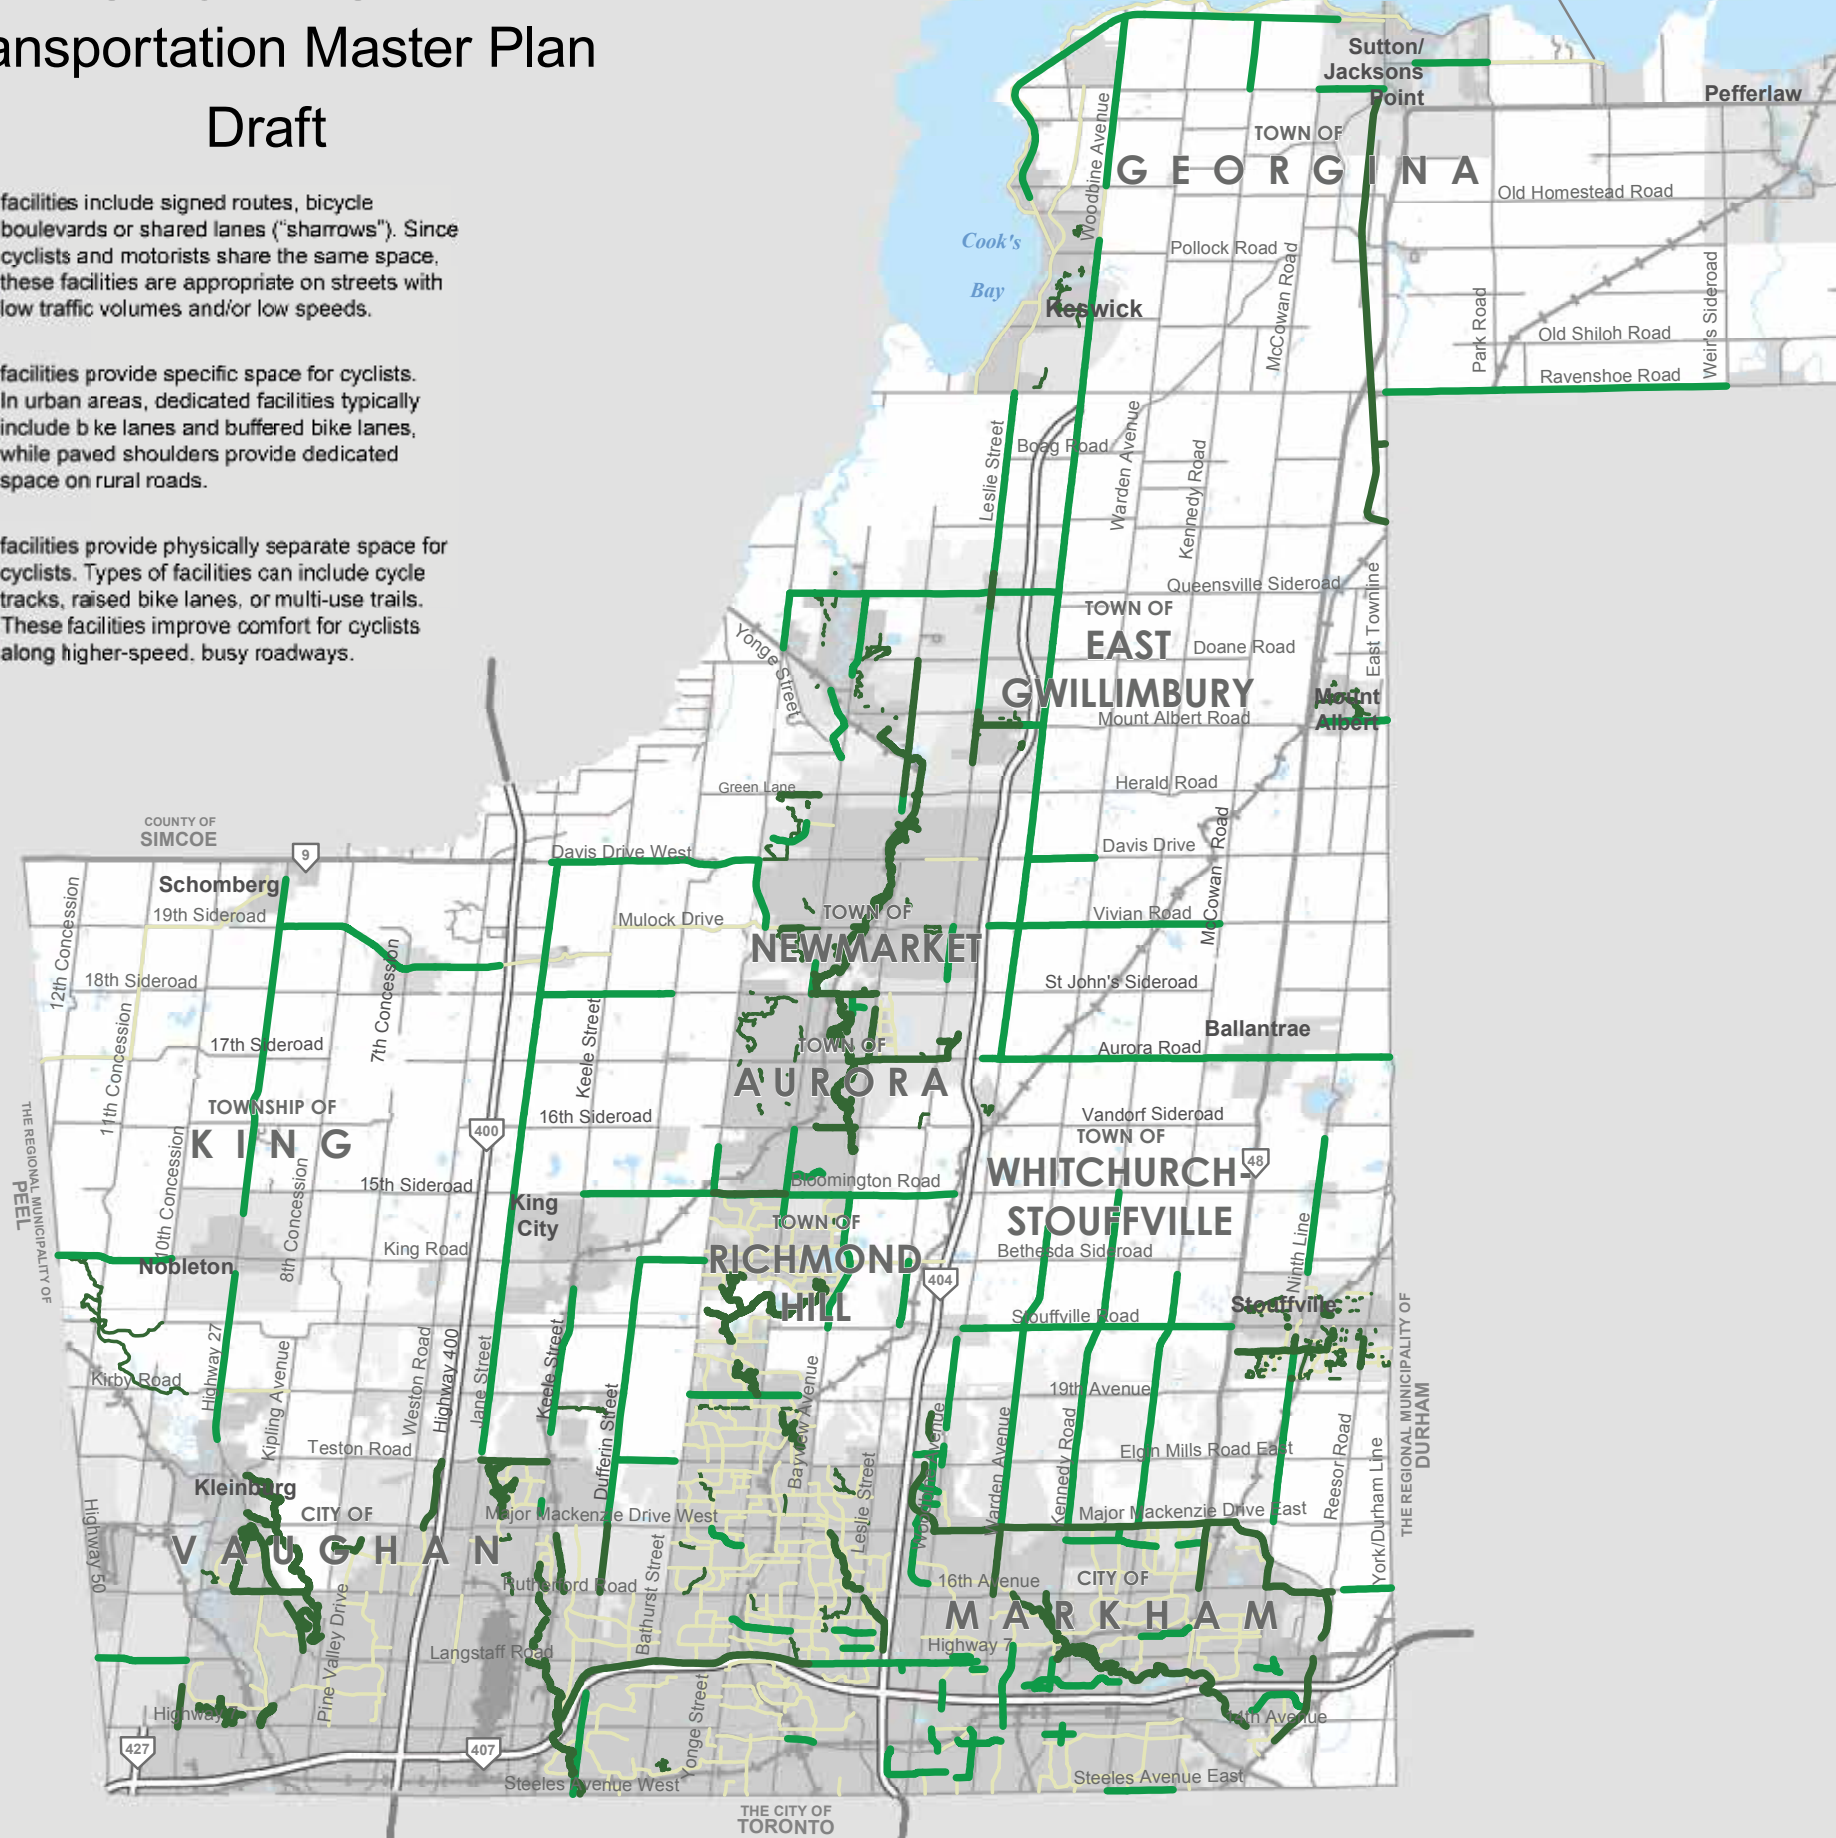 ansportation Master Plan
Draft
facilities include signed routes, bicycle
boulevards or shared lanes ("sharrows"). Since
cyclists and motorists share the same space,
these facilities are appropriate on streets with
low traffic volumes and/or low speeds.
facilities provide specific space for cyclists.
In urban areas, dedicated facilities typically
include b ke lanes and buffered bike lanes,
while paved shoulders provide dedicated
space on rural roads.
facilities provide physically separate space for
cyclists. Types of facilities can include cycle
tracks, raised bike lanes, or multi-use trails.
These facilities improve comfort for cyclists
along higher-speed, busy roadways.
Sutton/
Jacksons
Point
Pefferlaw
TOWN OF
GEORGINA
Woodbine Avenue
Old Homestead Road
Cook's
Bay
Pollock Road
McCowan Road
Keswick
Park Road
Weir's Sideroad
Old Shiloh Road
Ravenshoe Road
Leslie Street
Boag Road
Warden Avenue
Kennedy Road
Queensville Sideroad
East Townline
TOWN OF
EAST
GWILLIMBURY
Doane Road
Yonge Street
Mount
Albert
Mount Albert Road
Green Lane
Herald Road
COUNTY OF
SIMCOE
9
Davis Drive West
Davis Drive
McCowan Road
Schomberg
19th Sideroad
12th Concession
Mulock Drive
TOWN OF
NEWMARKET
Vivian Road
18th Sideroad
7th Concession
St John's Sideroad
11th Concession
17th Sideroad
Keele Street
Ballantrae
TOWN OF
AURORA
Aurora Road
TOWNSHIP OF
KING
16th Sideroad
400
Vandorf Sideroad
TOWN OF
WHITCHURCH-
STOUFFVILLE
48
THE REGIONAL MUNICIPALITY OF
PEEL
10th Concession
8th Concession
15th Sideroad
King
City
Bloomington Road
TOWN OF
RICHMOND
HILL
Nobleton
King Road
Bethesda Sideroad
404
Ninth Line
Stouffville
Stouffville Road
Kirby Road
Highway 27
Kipling Avenue
Weston Road
Highway 400
Jane Street
Keele Street
Dufferin Street
Bayview Avenue
19th Avenue
THE REGIONAL MUNICIPALITY OF
DURHAM
Teston Road
Leslie Street
Warden Avenue
Kennedy Road
Elgin Mills Road East
Reesor Road
York/Durham Line
Kleinburg
CITY OF
VAUGHAN
Highway 50
Major Mackenzie Drive West
Major Mackenzie Drive East
Rutherford Road
Bathurst Street
16th Avenue
CITY OF
MARKHAM
Pine Valley Drive
Langstaff Road
Highway 7
Highway 7
Yonge Street
14th Avenue
427
407
Steeles Avenue West
Steeles Avenue East
THE CITY OF
TORONTO